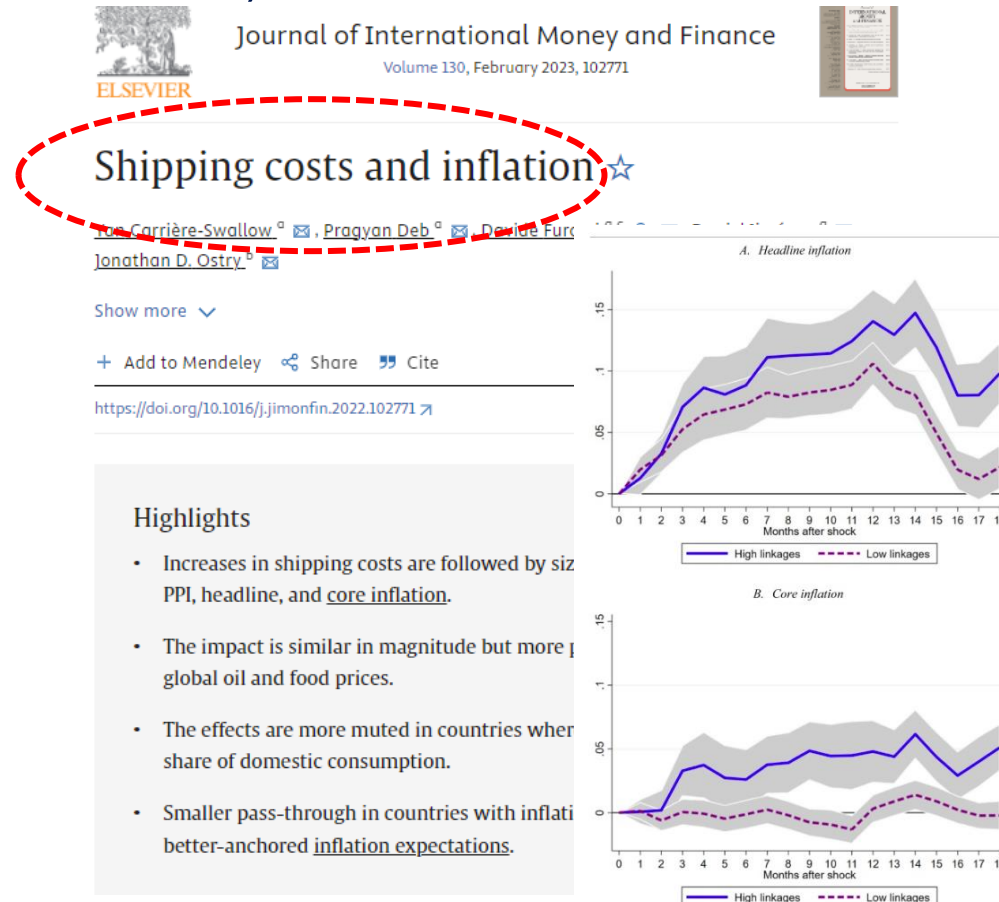 Journal of International Money and Finance
Volume 130, February 2023, 102771
ELSEVIER
Shipping costs and inflation
Yan Carrière-Swallow a, Pragyan Deb a, Davide
Jonathan D. Ostry b
Show more
Add to Mendeley Share Cite
https://doi.org/10.1016/j.jimonfin.2022.102771
Highlights
• Increases in shipping costs are followed by siz
PPI, headline, and core inflation.
• The impact is similar in magnitude but more p
global oil and food prices.
• The effects are more muted in countries wher
share of domestic consumption.
• Smaller pass-through in countries with inflati
better-anchored inflation expectations.
A. Headline inflation
.15
.1
.05
0
0 1 2 3 4 5 6 7 8 9 10 11 12 13 14 15 16 17
Months after shock
High linkages Low linkages
B. Core inflation
.15
.1
.05
0
0 1 2 3 4 5 6 7 8 9 10 11 12 13 14 15 16 17
Months after shock
High linkages Low linkages